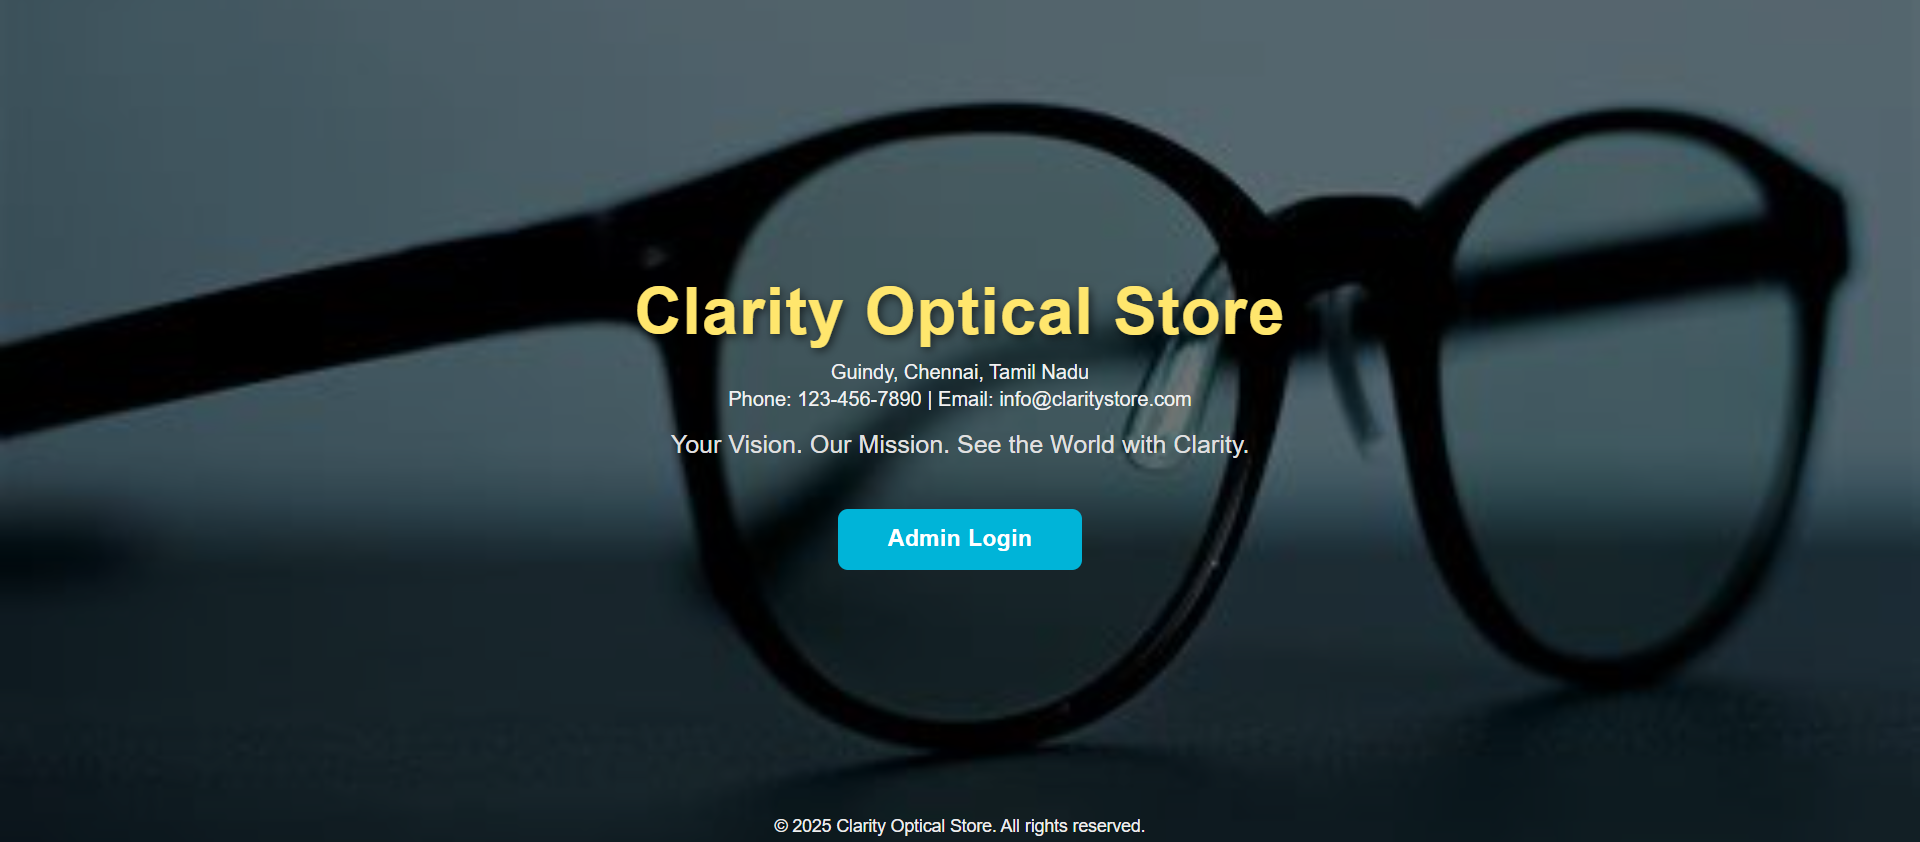 Clarity Optical Store
Guindy, Chennai, Tamil Nadu
Phone: 123-456-7890 | Email: info@claritystore.com
Your Vision. Our Mission. See the World with Clarity.
Admin Login
© 2025 Clarity Optical Store. All rights reserved.